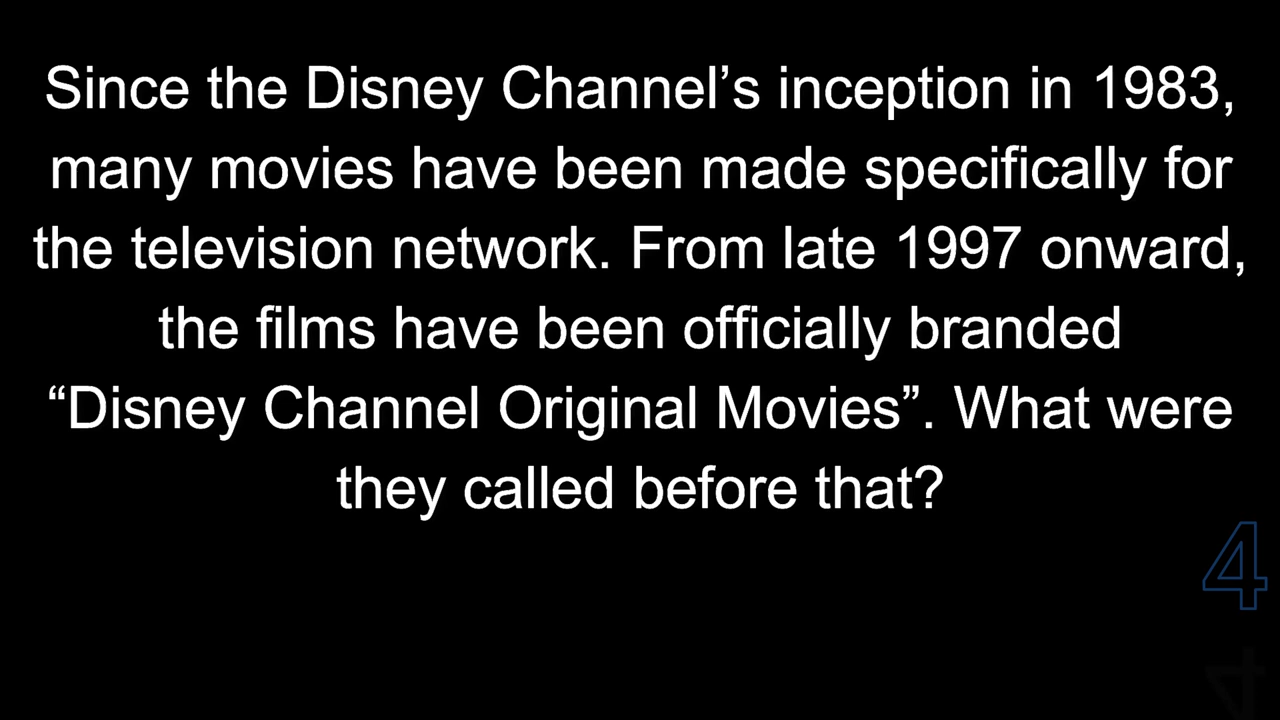 Since the Disney Channel’s inception in 1983,
many movies have been made specifically for
the television network. From late 1997 onward,
the films have been officially branded
“Disney Channel Original Movies”. What were
they called before that?
4